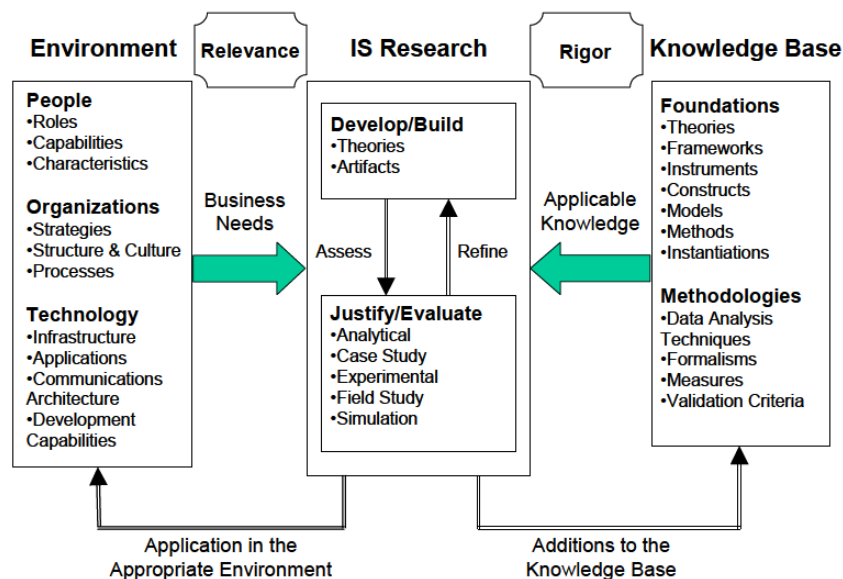 Environment
Relevance
IS Research
Rigor
Knowledge Base
People
•Roles
•Capabilities
•Characteristics
Organizations
•Strategies
•Structure & Culture
•Processes
Technology
•Infrastructure
•Applications
•Communications
Architecture
•Development
Capabilities
Business
Needs
Develop/Build
•Theories
•Artifacts
Assess
Refine
Justify/Evaluate
•Analytical
•Case Study
•Experimental
•Field Study
•Simulation
Applicable
Knowledge
Foundations
•Theories
•Frameworks
•Instruments
•Constructs
•Models
•Methods
•Instantiations
Methodologies
•Data Analysis
Techniques
•Formalisms
•Measures
•Validation Criteria
Application in the
Appropriate Environment
Additions to the
Knowledge Base